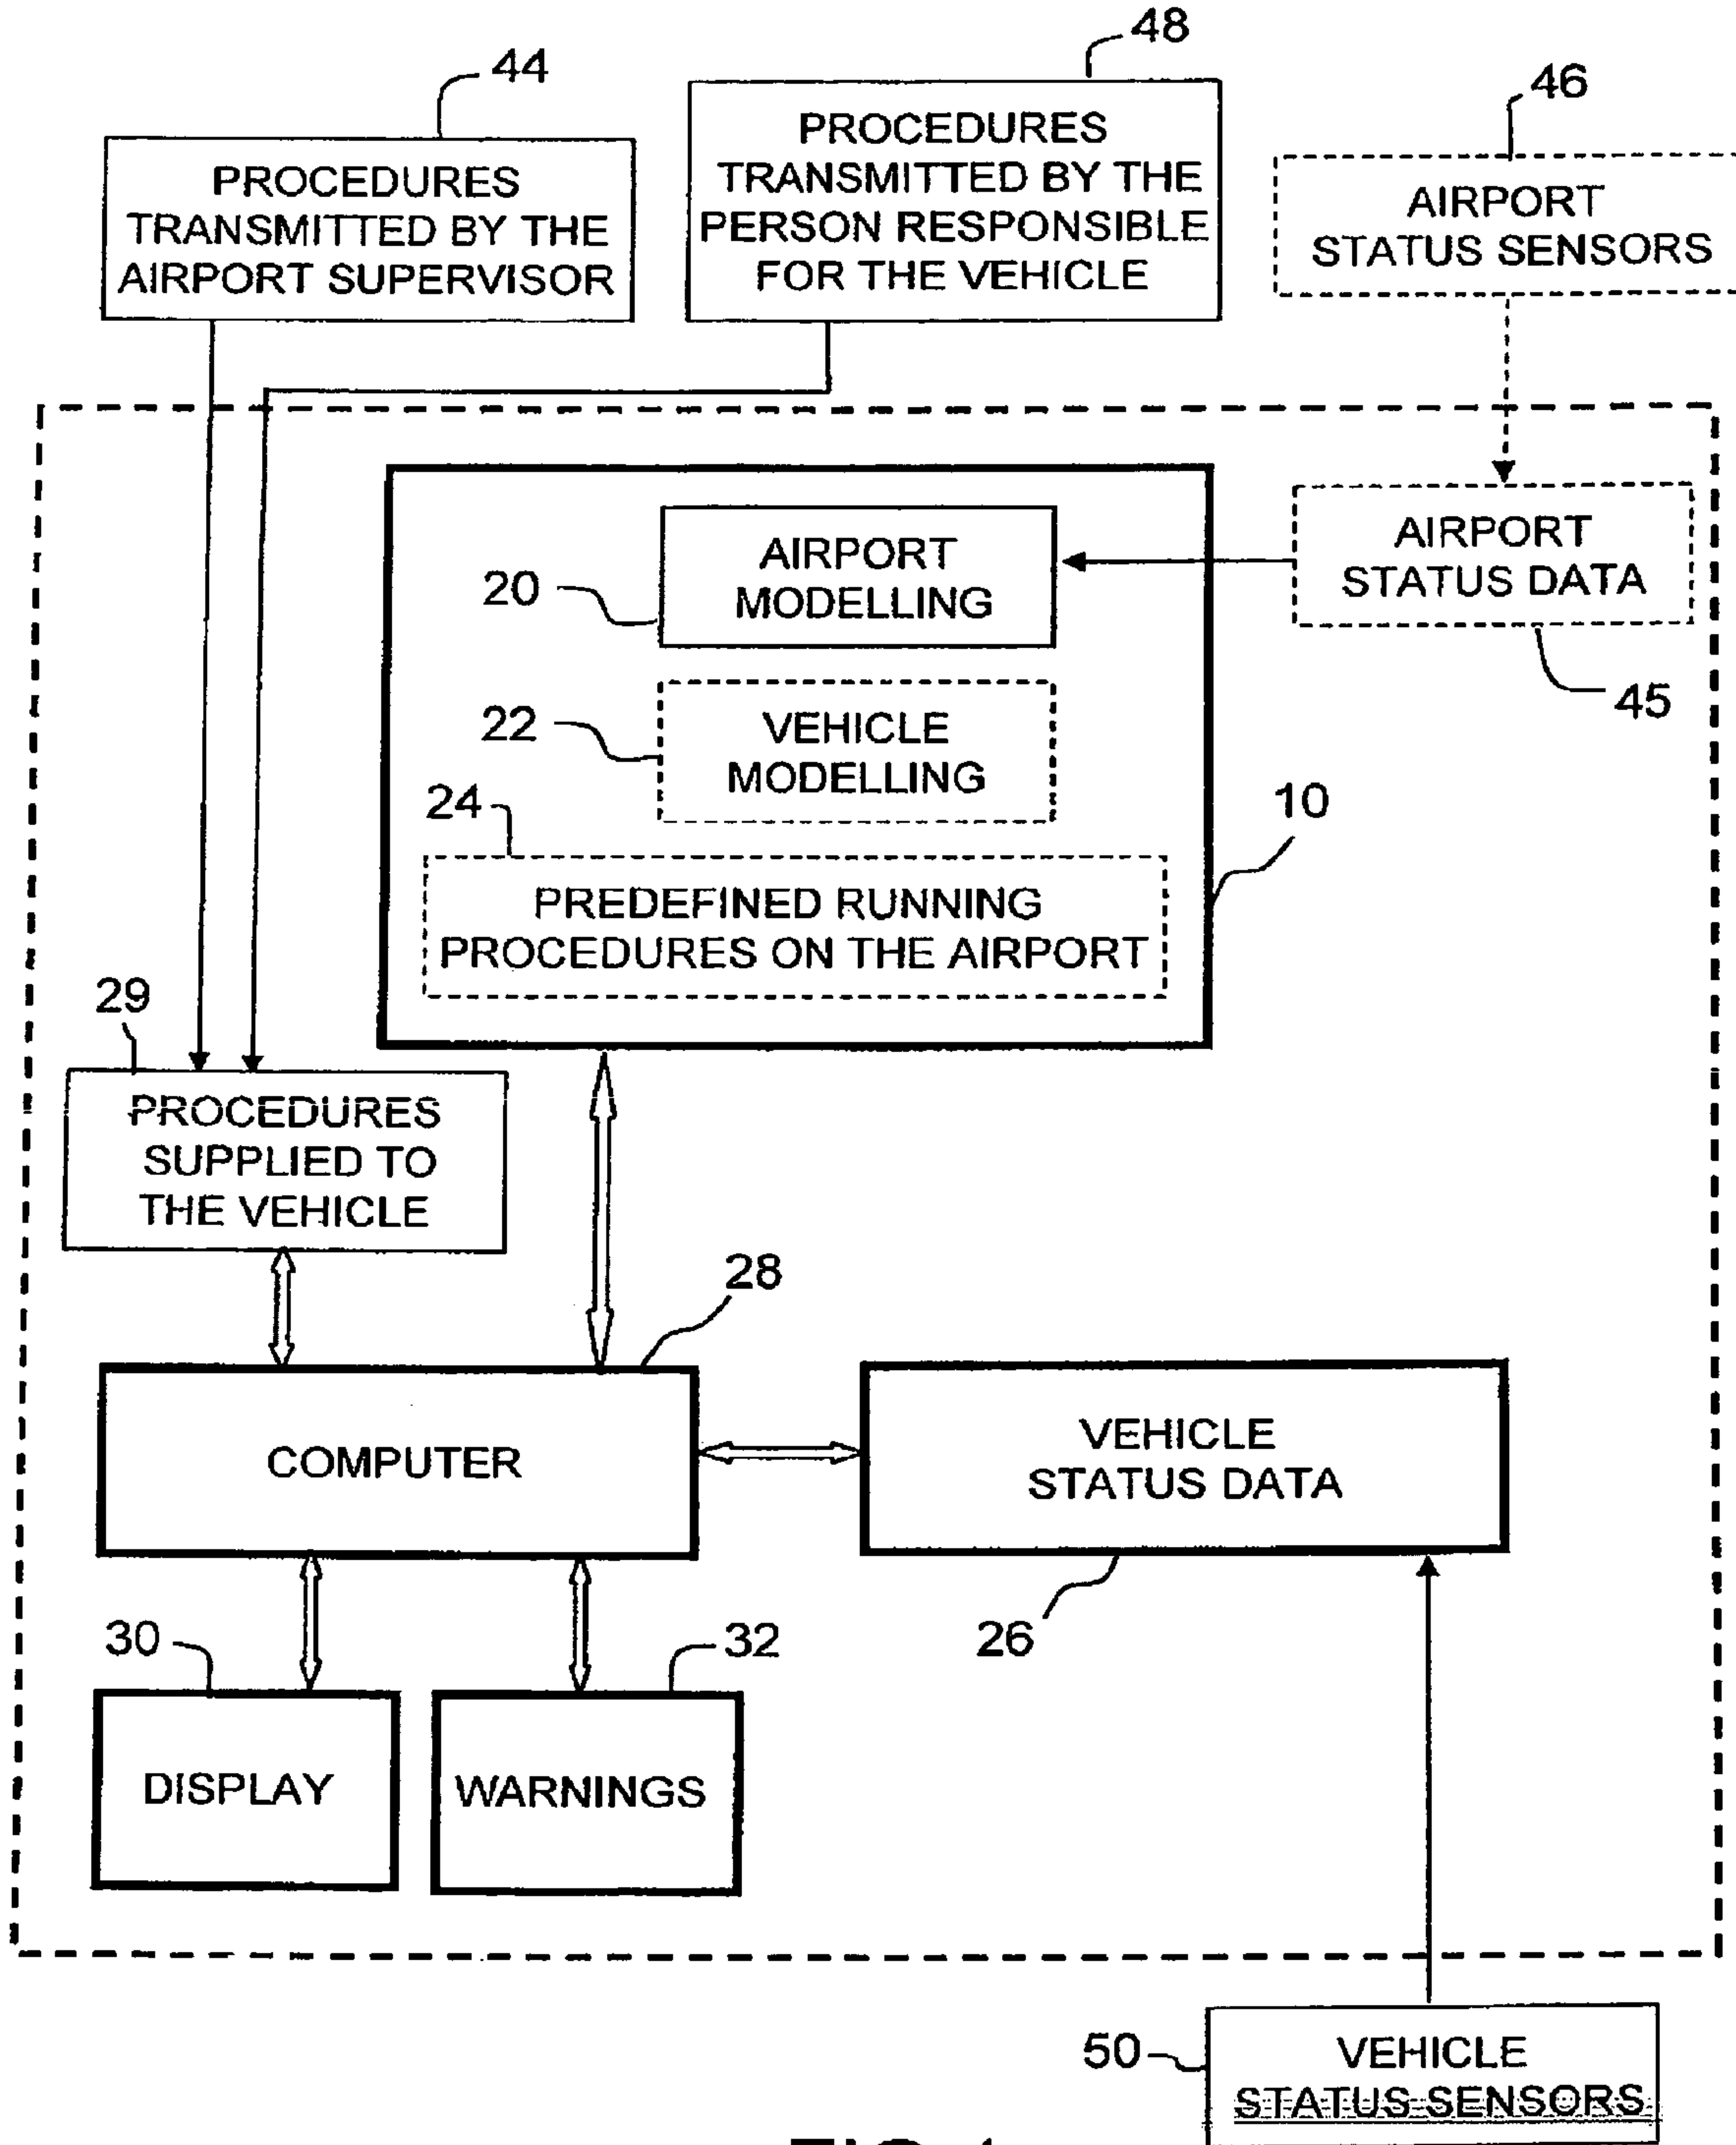 44
48
46
PROCEDURES
TRANSMITTED BY THE
AIRPORT SUPERVISOR
PROCEDURES
TRANSMITTED BY THE
PERSON RESPONSIBLE
FOR THE VEHICLE
AIRPORT
STATUS SENSORS
AIRPORT
MODELLING
20
AIRPORT
STATUS DATA
45
22
VEHICLE
MODELLING
24
10
PREDEFINED RUNNING
PROCEDURES ON THE AIRPORT
29
PROCEDURES
SUPPLIED TO
THE VEHICLE
28
COMPUTER
VEHICLE
STATUS DATA
26
30
32
DISPLAY
WARNINGS
50
VEHICLE
STATUS SENSORS